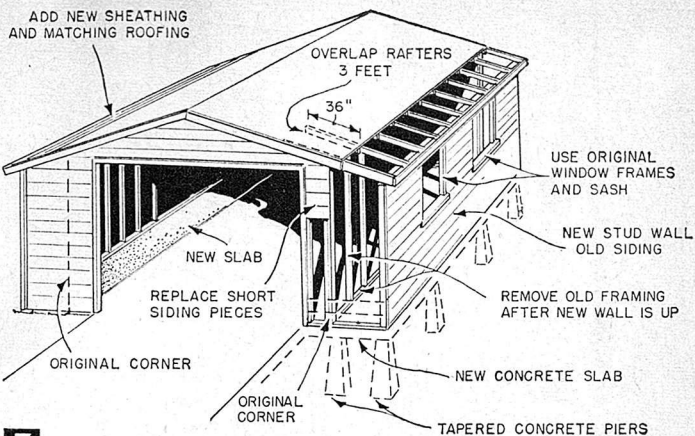 ADD NEW SHEATHING
AND MATCHING ROOFING
OVERLAP RAFTERS
3 FEET
36"
USE ORIGINAL
WINDOW FRAMES
AND SASH
NEW SLAB
NEW STUD WALL
OLD SIDING
REPLACE SHORT
SIDING PIECES
REMOVE OLD FRAMING
AFTER NEW WALL IS UP
ORIGINAL CORNER
ORIGINAL
CORNER
NEW CONCRETE SLAB
TAPERED CONCRETE PIERS